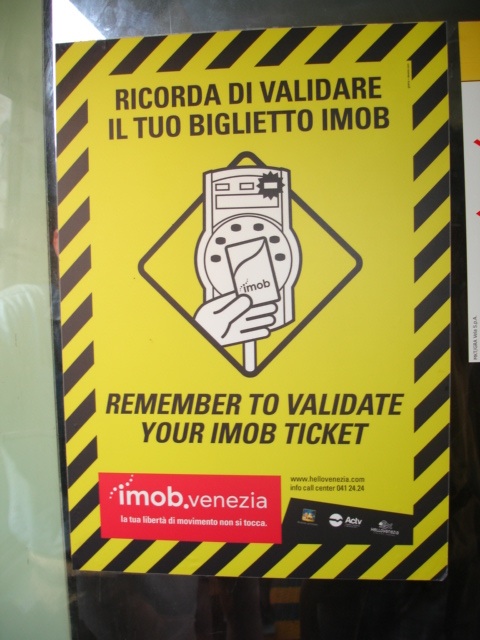 RICORDA DI VALIDARE
IL TUO BIGLIETTO IMOB
imob
REMEMBER TO VALIDATE
YOUR IMOB TICKET
imob.venezia
la tua libertà di movimento non si tocca.
www.hellovenezia.com
info call center 041 24.24
Actv
HELLOVENEZIA